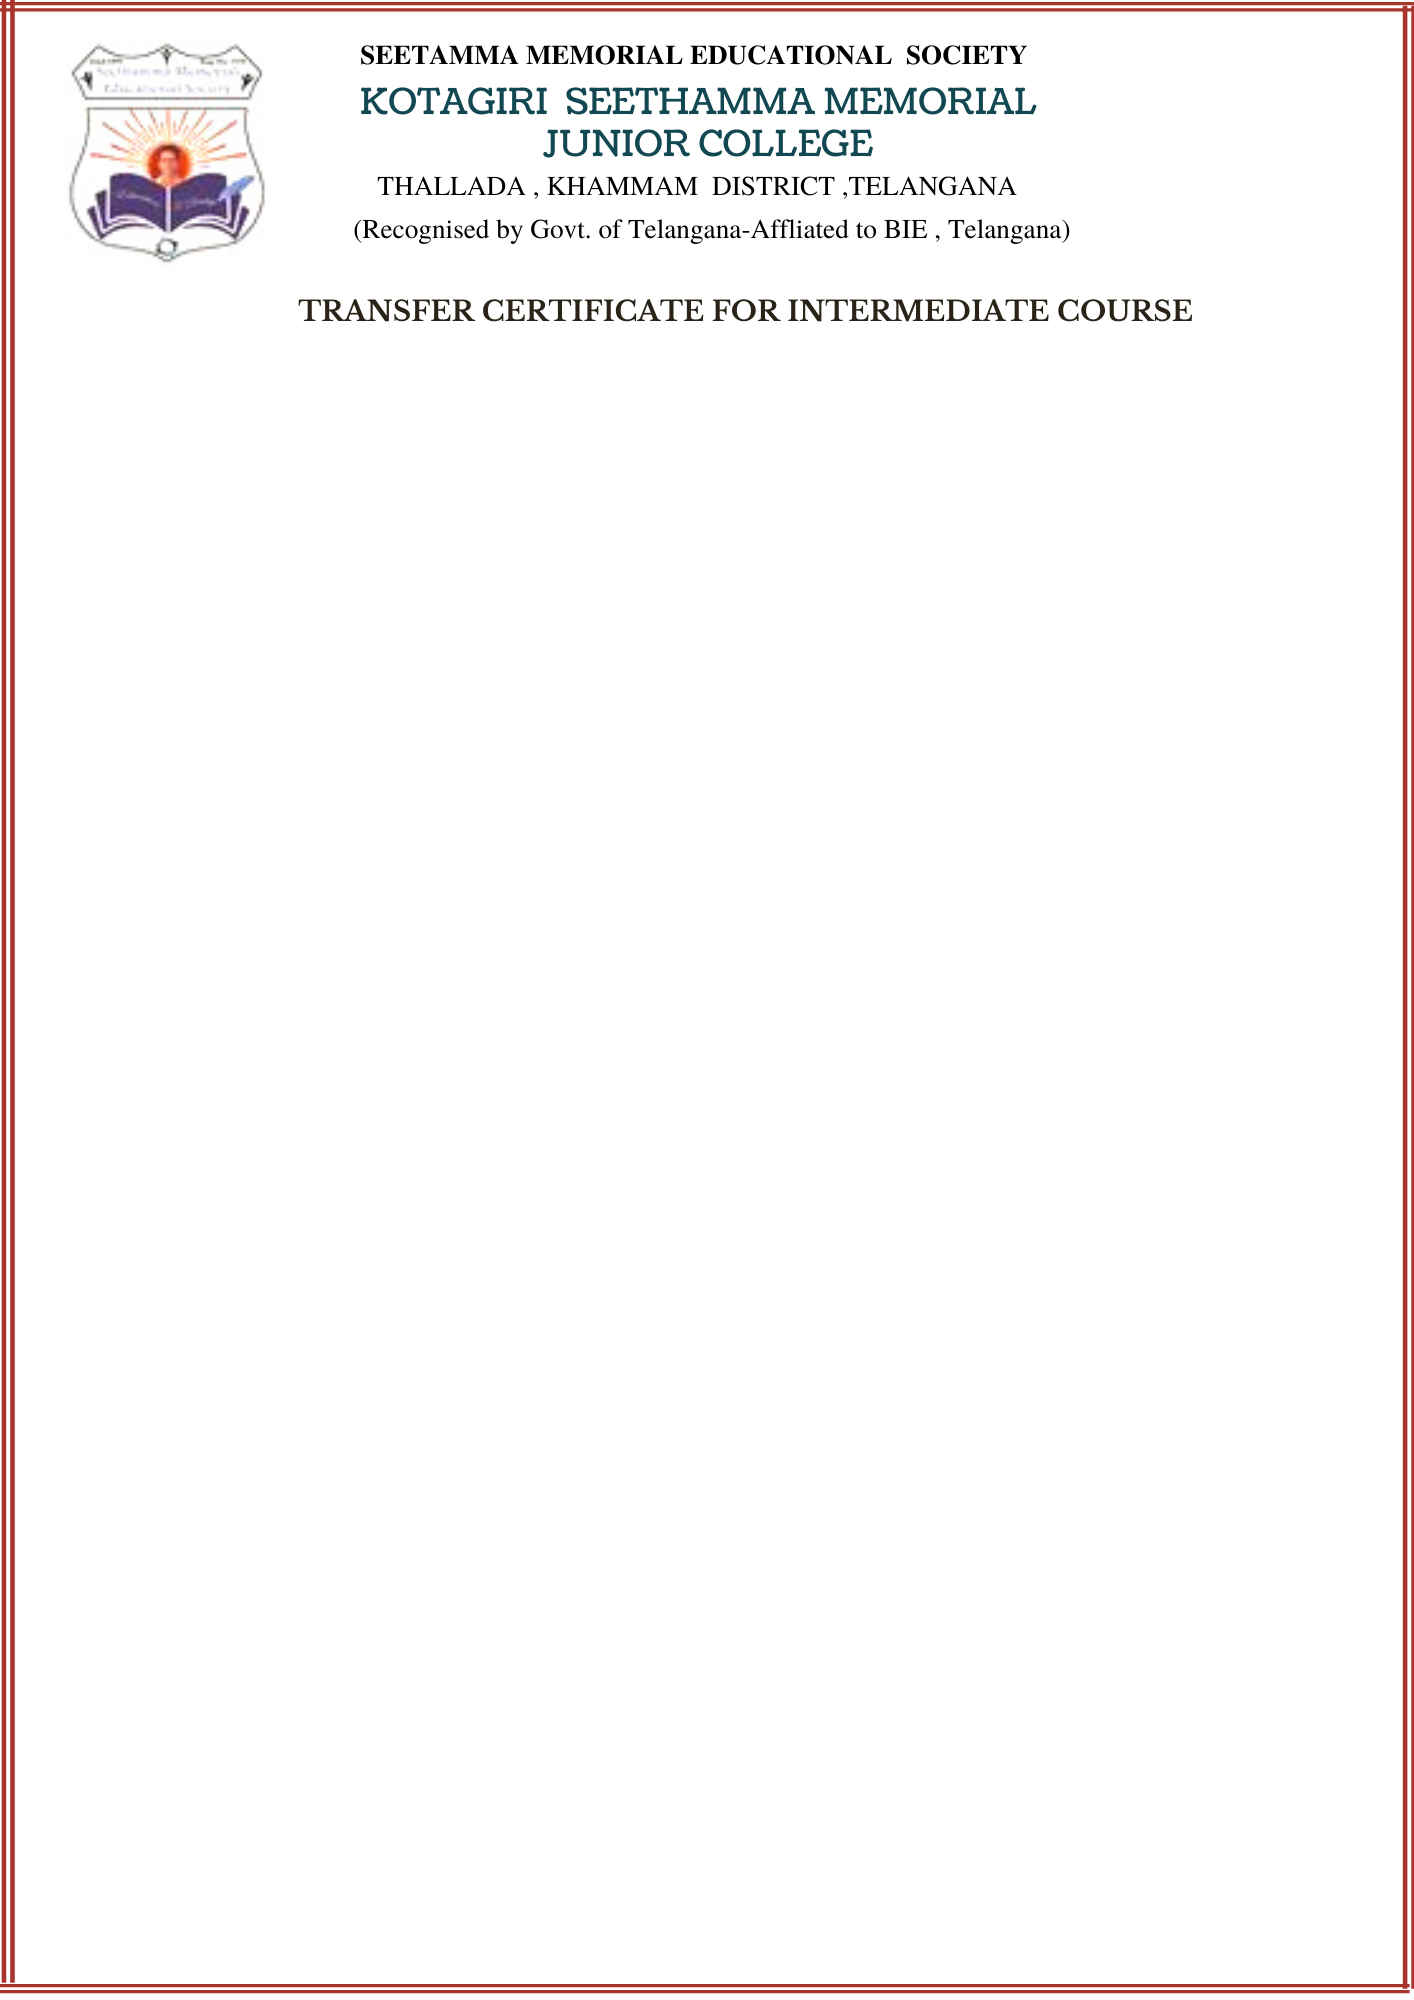 SEETAMMA MEMORIAL EDUCATIONAL SOCIETY
KOTAGIRI SEETHAMMA MEMORIAL
JUNIOR COLLEGE
THALLADA , KHAMMAM DISTRICT ,TELANGANA
(Recognised by Govt. of Telangana-Affliated to BIE , Telangana)
TRANSFER CERTIFICATE FOR INTERMEDIATE COURSE
Seethamma Memorial
Educational Society